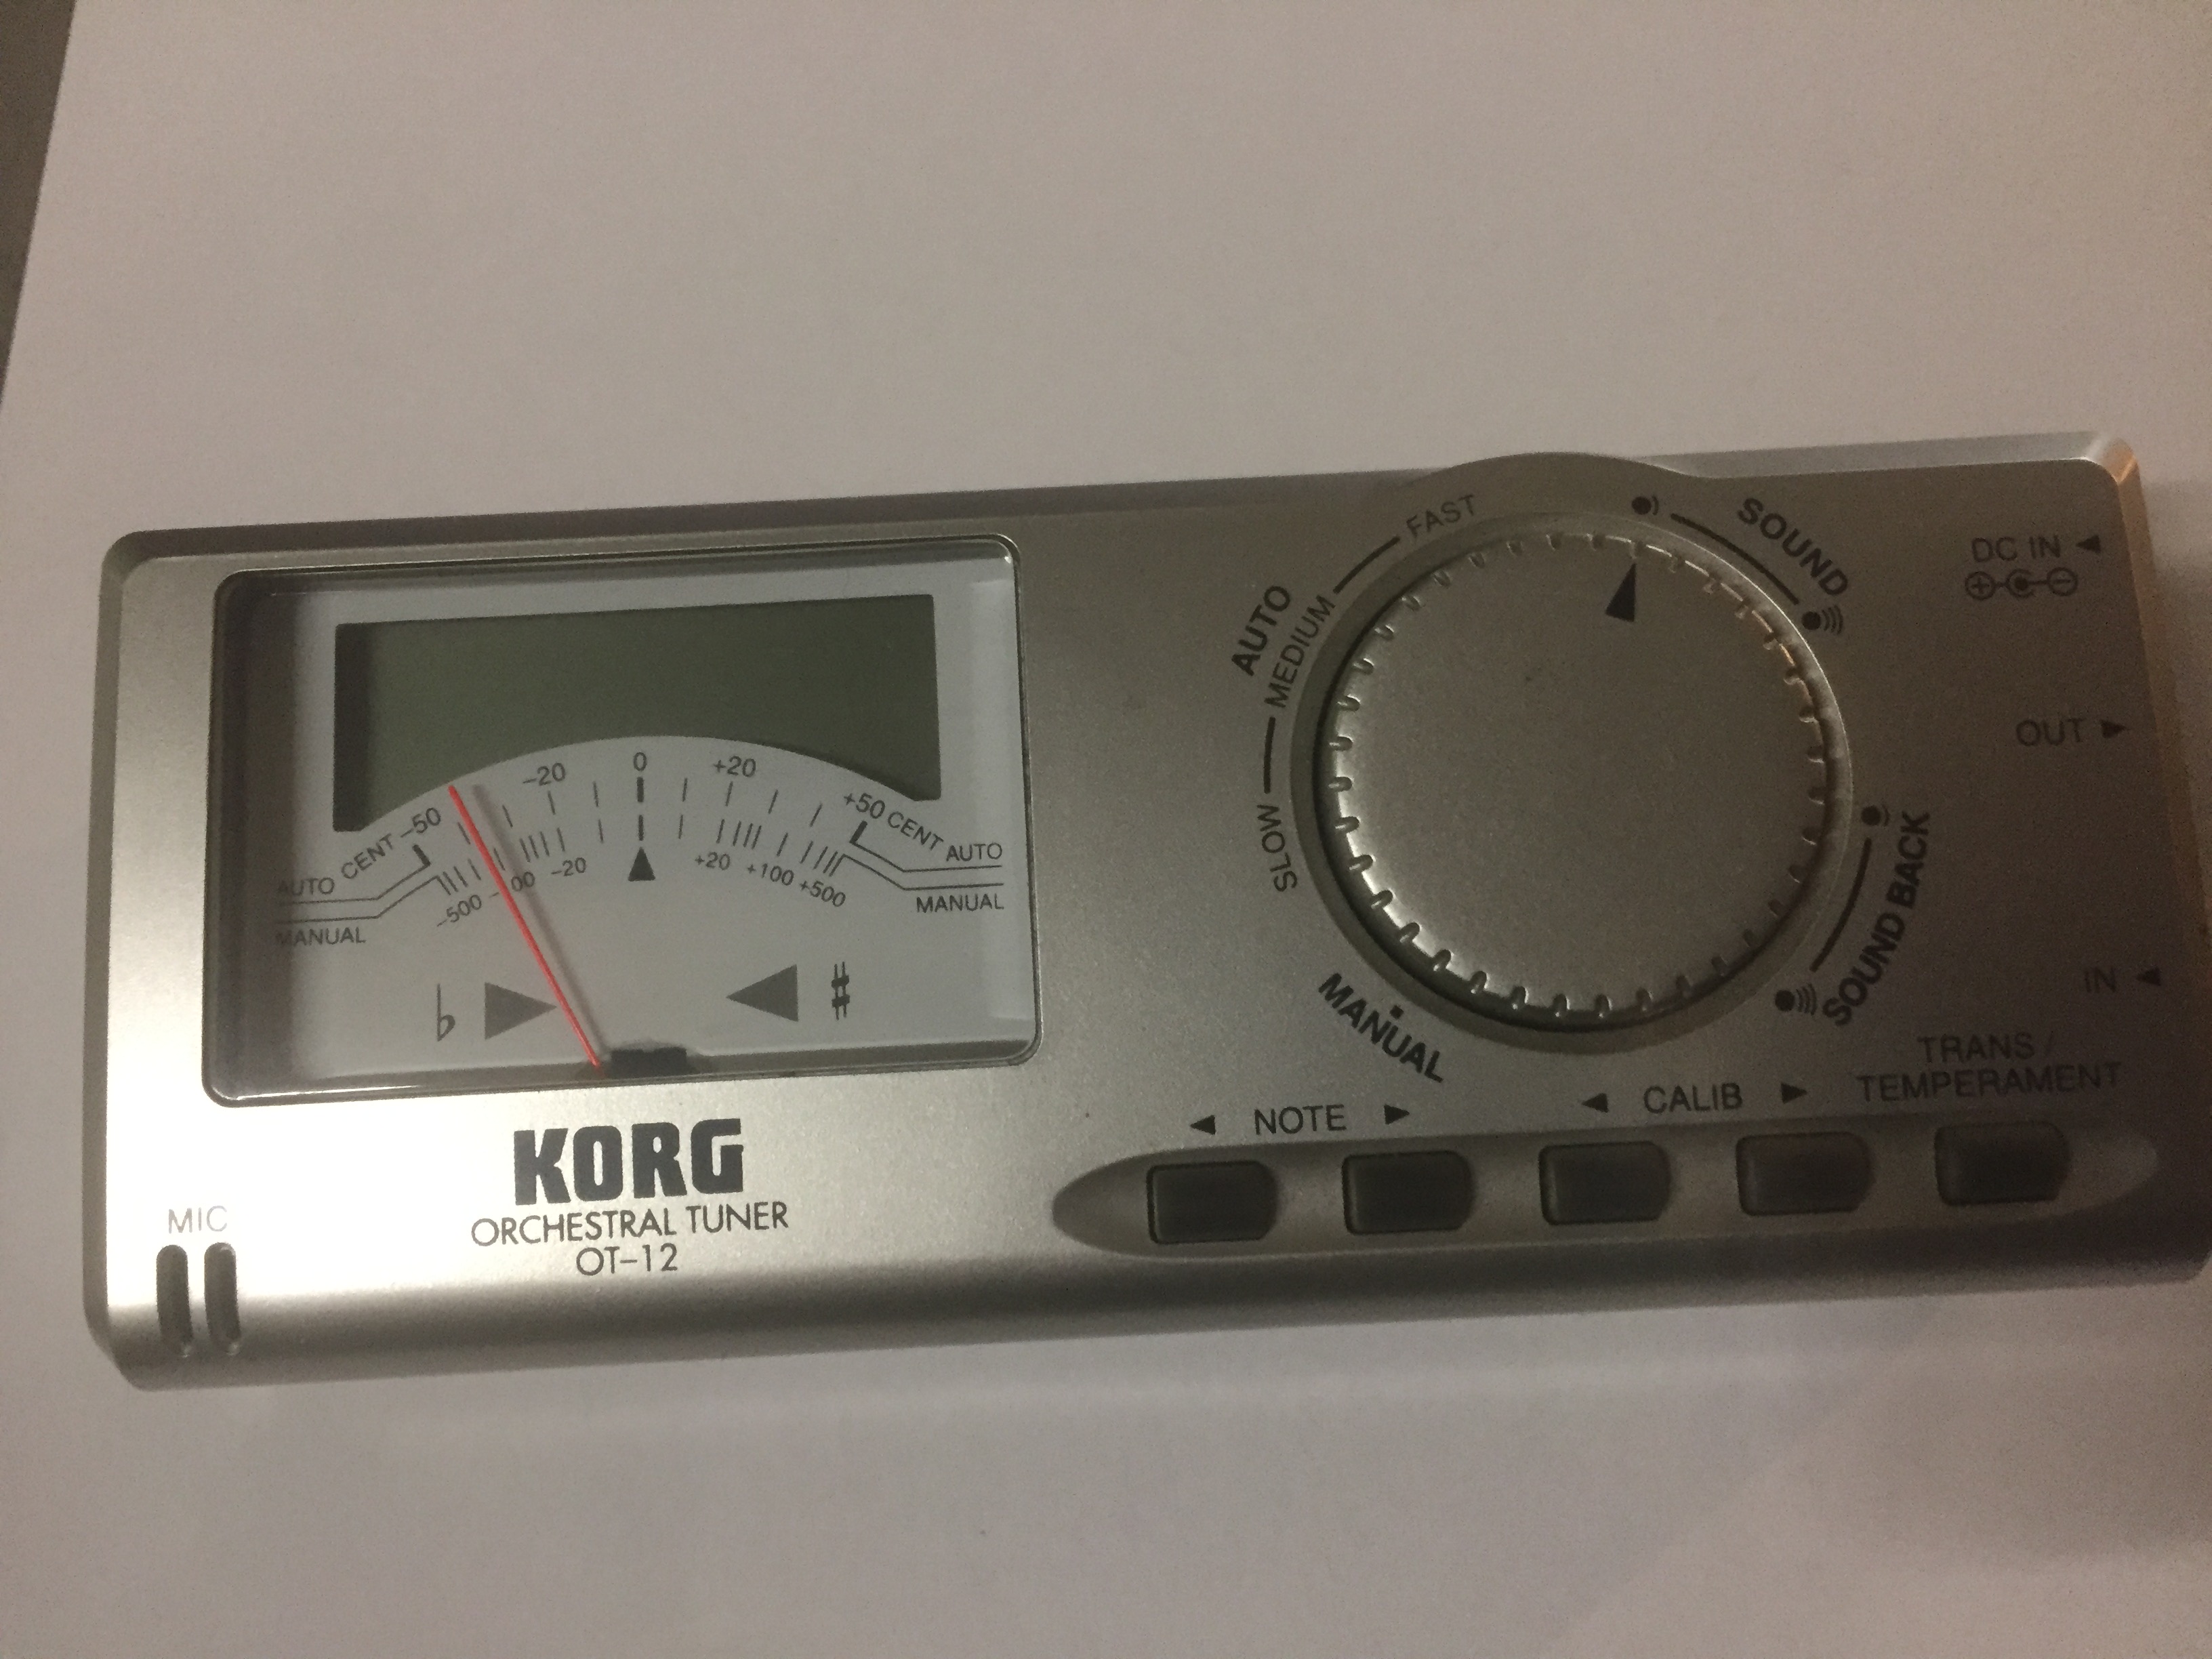 -20 0 +20
AUTO CENT -50
+50 CENT AUTO
MANUAL -500
-20
+20 +100 +500
MANUAL
♭ ♯
KORG
ORCHESTRAL TUNER
OT-12
MIC
AUTO
SLOW MEDIUM FAST
SOUND
SOUND BACK
MANUAL
DC IN
OUT
IN
NOTE
CALIB
TRANS /
TEMPERAMENT